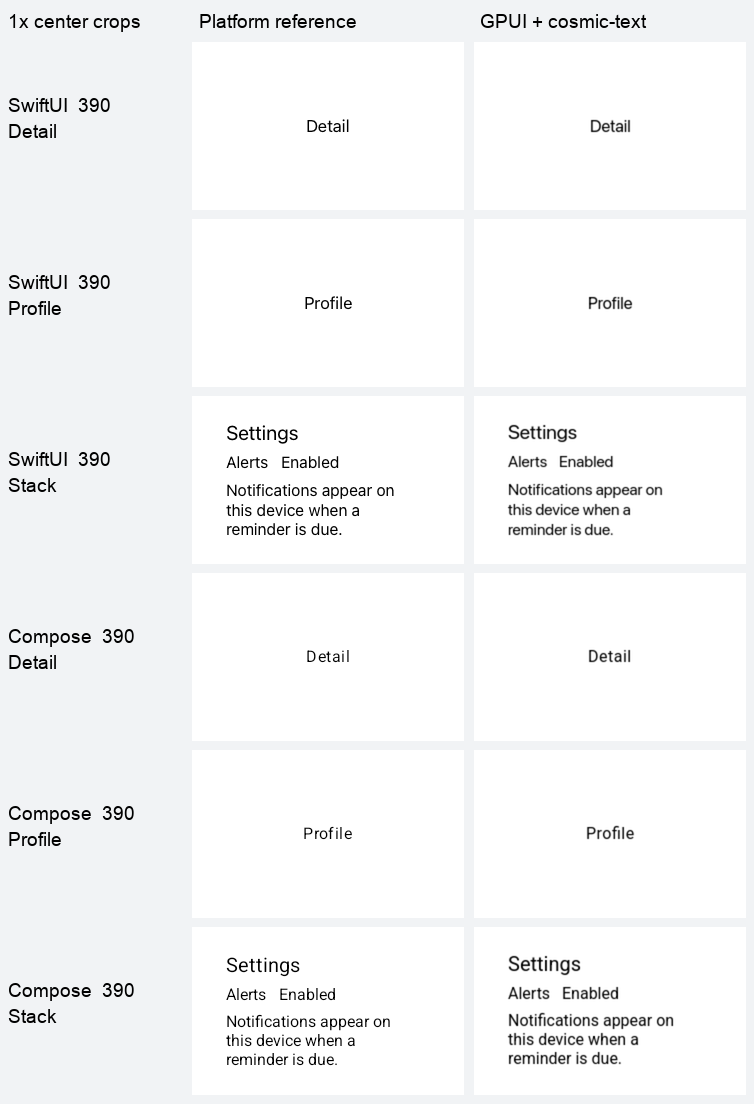 1x center crops Platform reference GPUI + cosmic-text
SwiftUI 390
Detail
Detail
Detail
SwiftUI 390
Profile
Profile
Profile
SwiftUI 390
Stack
Settings
Alerts Enabled
Notifications appear on
this device when a
reminder is due.
Settings
Alerts Enabled
Notifications appear on
this device when a
reminder is due.
Compose 390
Detail
Detail
Detail
Compose 390
Profile
Profile
Profile
Compose 390
Stack
Settings
Alerts Enabled
Notifications appear on
this device when a
reminder is due.
Settings
Alerts Enabled
Notifications appear on
this device when a
reminder is due.